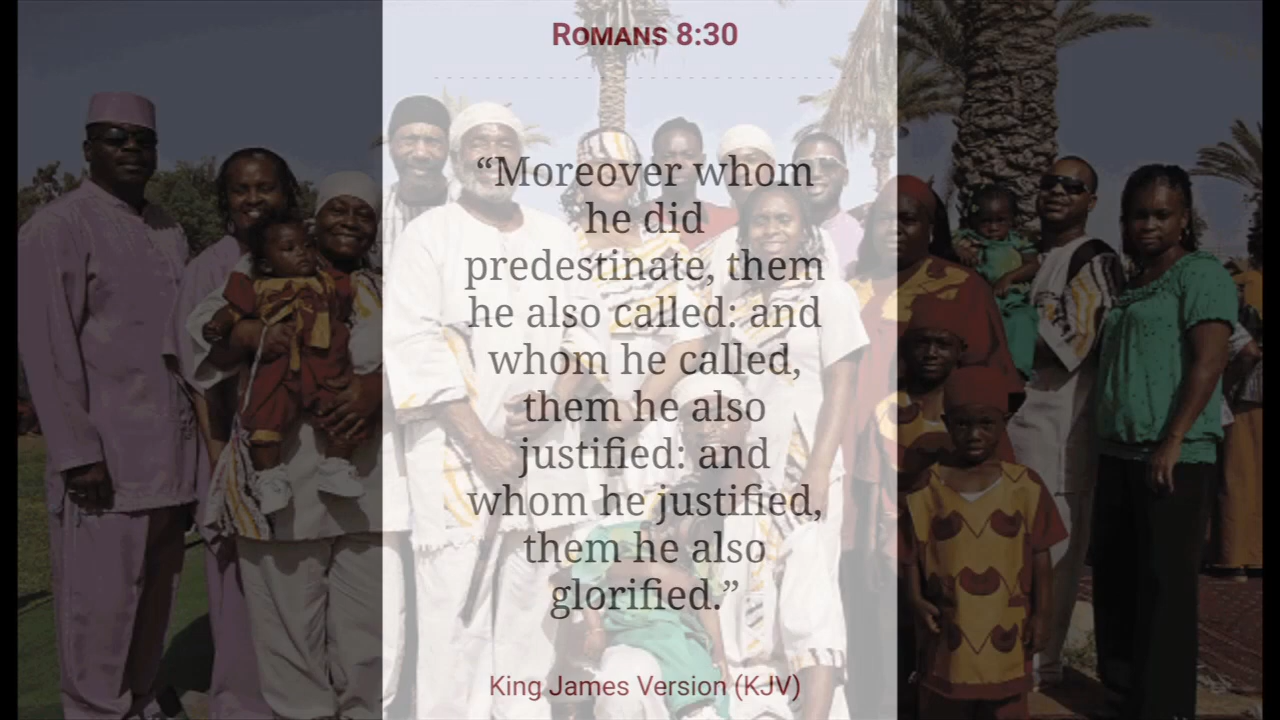 Romans 8:30
“Moreover whom
he did
predestinate, them
he also called: and
whom he called,
them he also
justified: and
whom he justified,
them he also
glorified.”
King James Version (KJV)